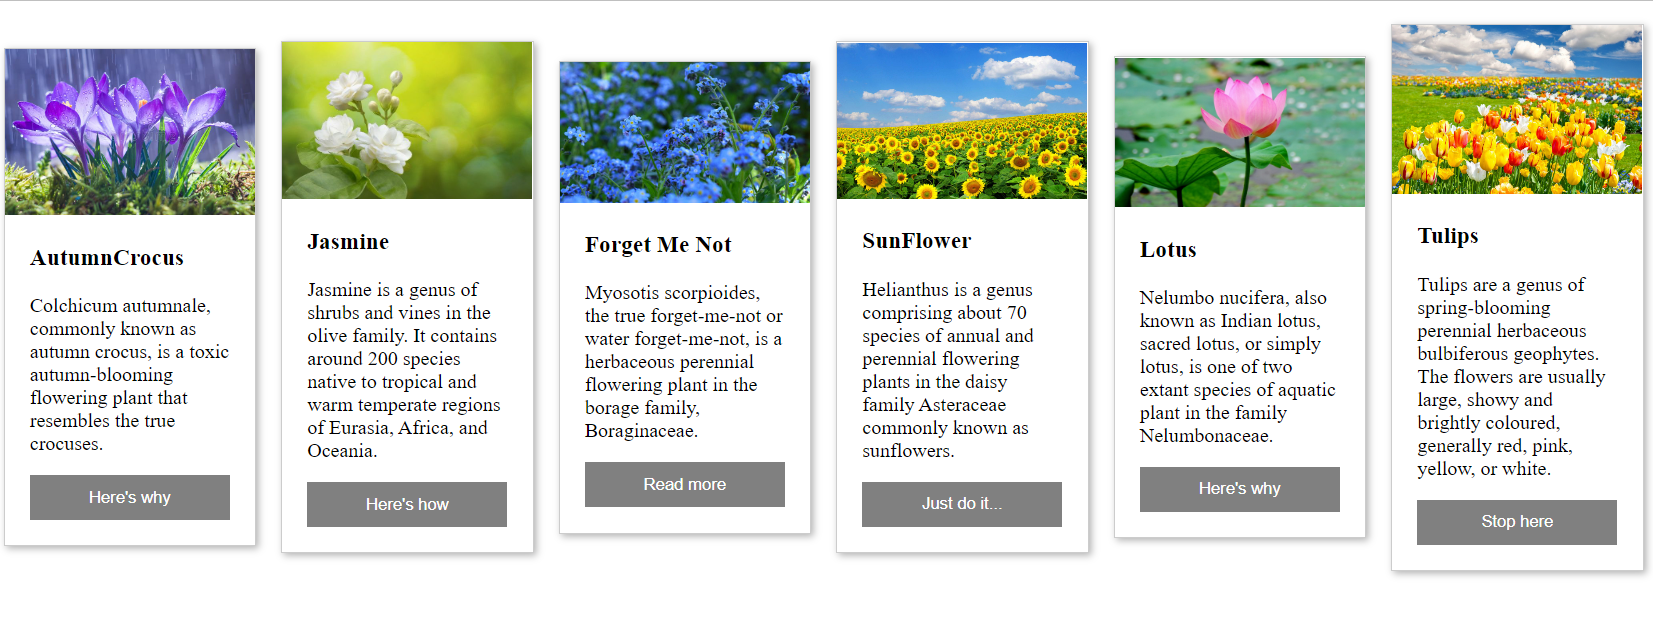 AutumnCrocus
Colchicum autumnale,
commonly known as
autumn crocus, is a toxic
autumn-blooming
flowering plant that
resembles the true
crocuses.
Here's why
Jasmine
Jasmine is a genus of
shrubs and vines in the
olive family. It contains
around 200 species
native to tropical and
warm temperate regions
of Eurasia, Africa, and
Oceania.
Here's how
Forget Me Not
Myosotis scorpioides,
the true forget-me-not or
water forget-me-not, is a
herbaceous perennial
flowering plant in the
borage family,
Boraginaceae.
Read more
SunFlower
Helianthus is a genus
comprising about 70
species of annual and
perennial flowering
plants in the daisy
family Asteraceae
commonly known as
sunflowers.
Just do it...
Lotus
Nelumbo nucifera, also
known as Indian lotus,
sacred lotus, or simply
lotus, is one of two
extant species of aquatic
plant in the family
Nelumbonaceae.
Here's why
Tulips
Tulips are a genus of
spring-blooming
perennial herbaceous
bulbiferous geophytes.
The flowers are usually
large, showy and
brightly coloured,
generally red, pink,
yellow, or white.
Stop here